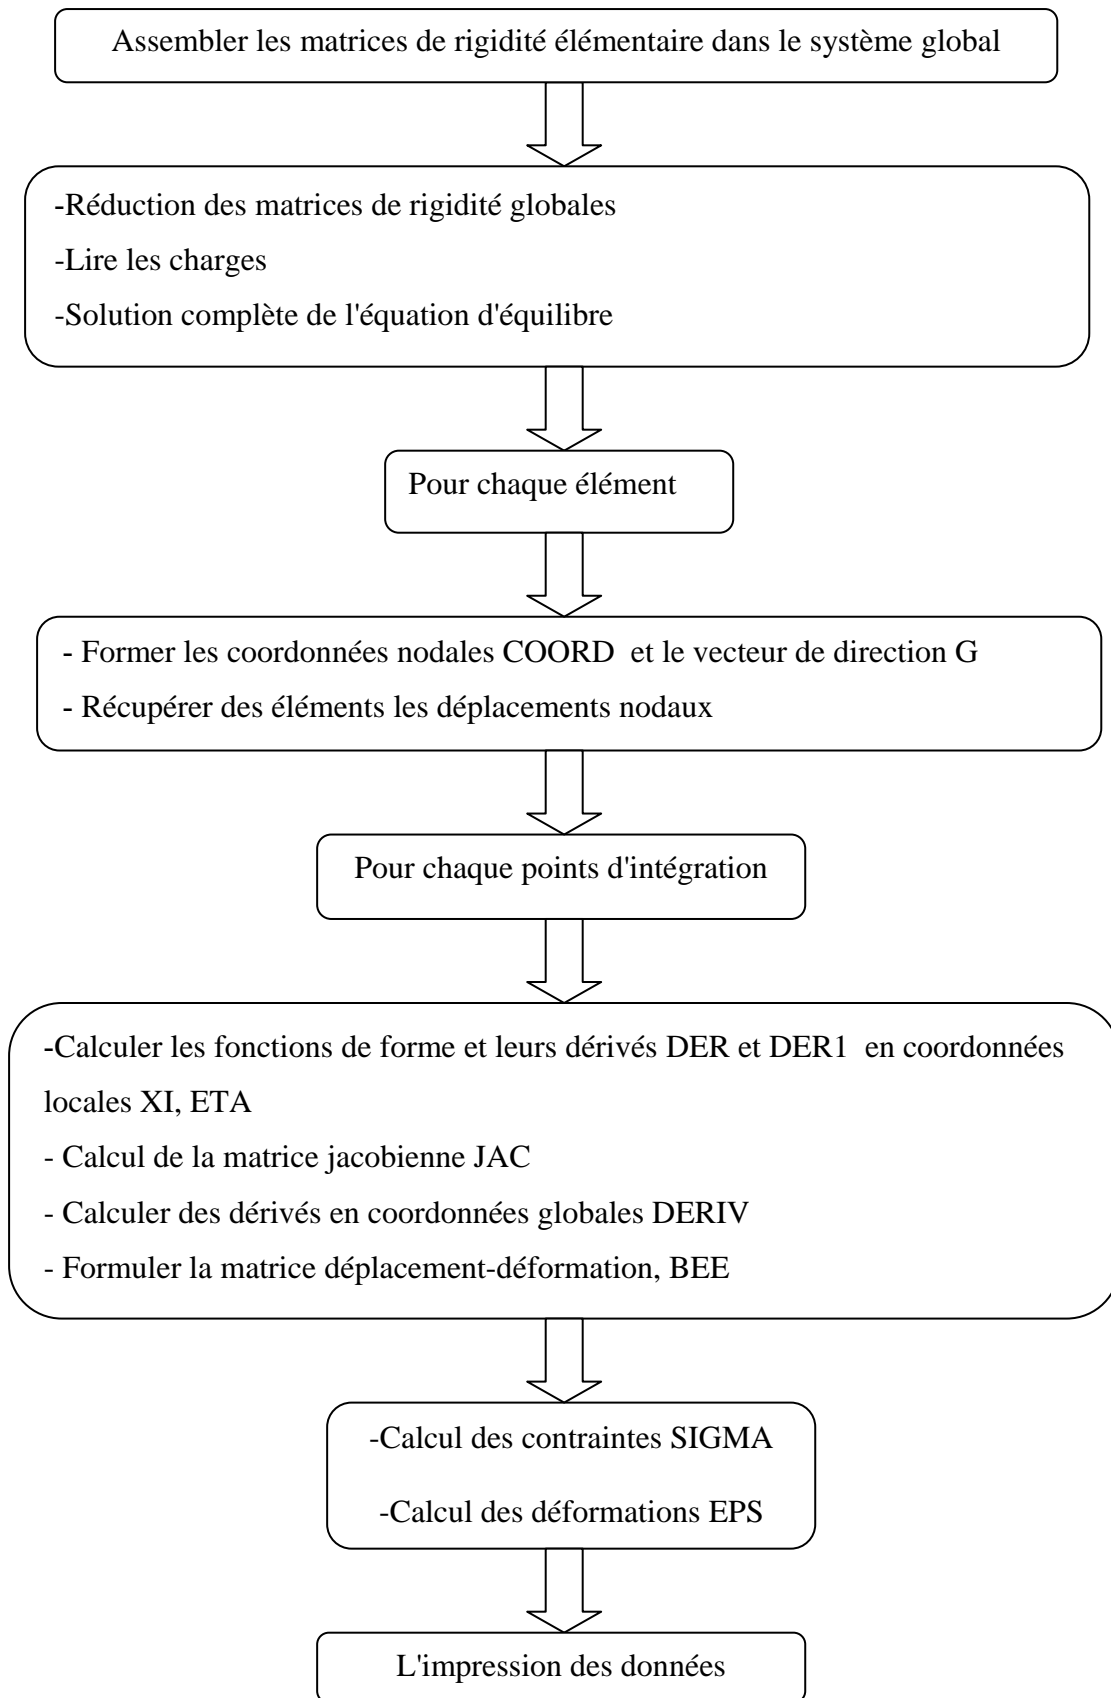 Assembler les matrices de rigidité élémentaire dans le système global
-Réduction des matrices de rigidité globales
-Lire les charges
-Solution complète de l'équation d'équilibre
Pour chaque élément
- Former les coordonnées nodales COORD et le vecteur de direction G
- Récupérer des éléments les déplacements nodaux
Pour chaque points d'intégration
-Calculer les fonctions de forme et leurs dérivés DER et DER1 en coordonnées
locales XI, ETA
- Calcul de la matrice jacobienne JAC
- Calculer des dérivés en coordonnées globales DERIV
- Formuler la matrice déplacement-déformation, BEE
-Calcul des contraintes SIGMA
-Calcul des déformations EPS
L'impression des données